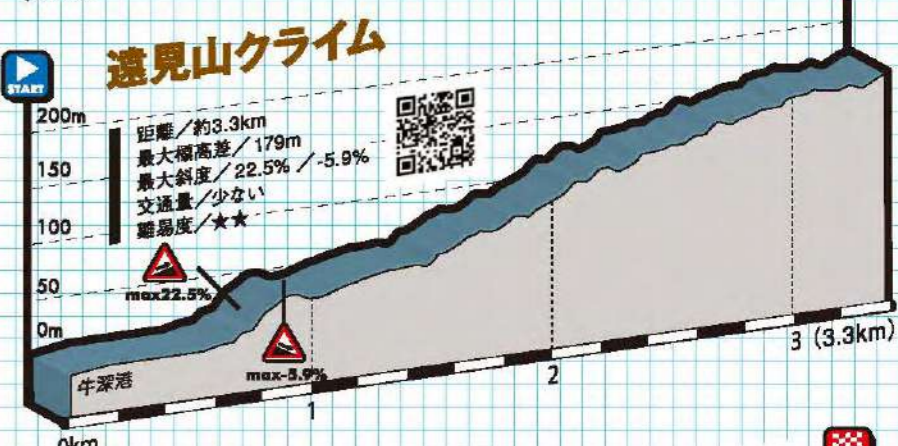 START
遠見山クライム
200m
150
100
50
0m
距離／約3.3km
最大標高差／179m
最大斜度／22.5%／-5.9%
交通量／少ない
難易度／★★
max22.5%
max-5.9%
牛深港
0km
1
2
3 (3.3km)